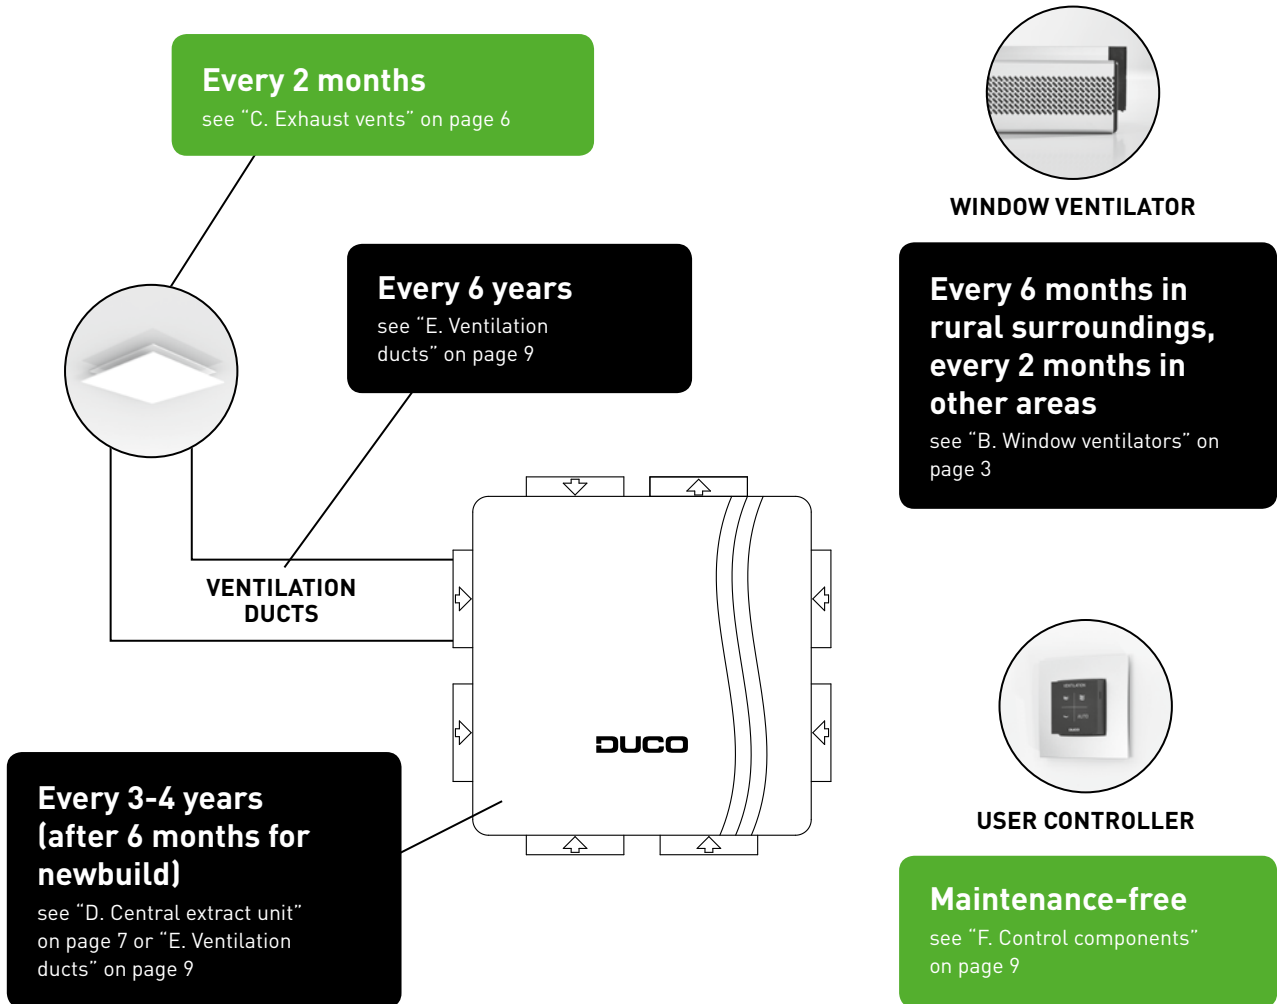 Every 2 months
see “C. Exhaust vents” on page 6
WINDOW VENTILATOR
Every 6 years
see “E. Ventilation
ducts” on page 9
Every 6 months in
rural surroundings,
every 2 months in
other areas
see “B. Window ventilators” on
page 3
VENTILATION
DUCTS
DUCO
Every 3-4 years
(after 6 months for
newbuild)
see “D. Central extract unit”
on page 7 or “E. Ventilation
ducts” on page 9
VENTILATION
AUTO
USER CONTROLLER
Maintenance-free
see “F. Control components”
on page 9